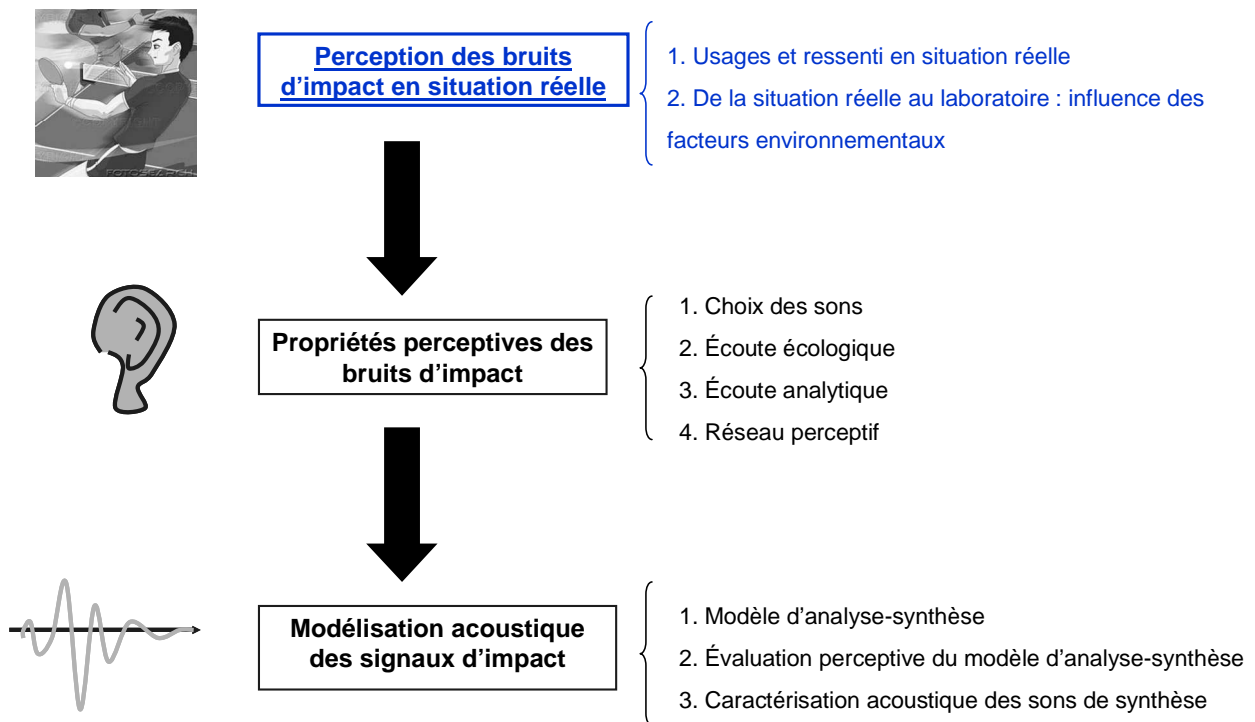 Perception des bruits
d'impact en situation réelle
1. Usages et ressenti en situation réelle
2. De la situation réelle au laboratoire : influence des
facteurs environnementaux
FOTOSEARCH
Propriétés perceptives des
bruits d'impact
1. Choix des sons
2. Écoute écologique
3. Écoute analytique
4. Réseau perceptif
Modélisation acoustique
des signaux d'impact
1. Modèle d'analyse-synthèse
2. Évaluation perceptive du modèle d'analyse-synthèse
3. Caractérisation acoustique des sons de synthèse